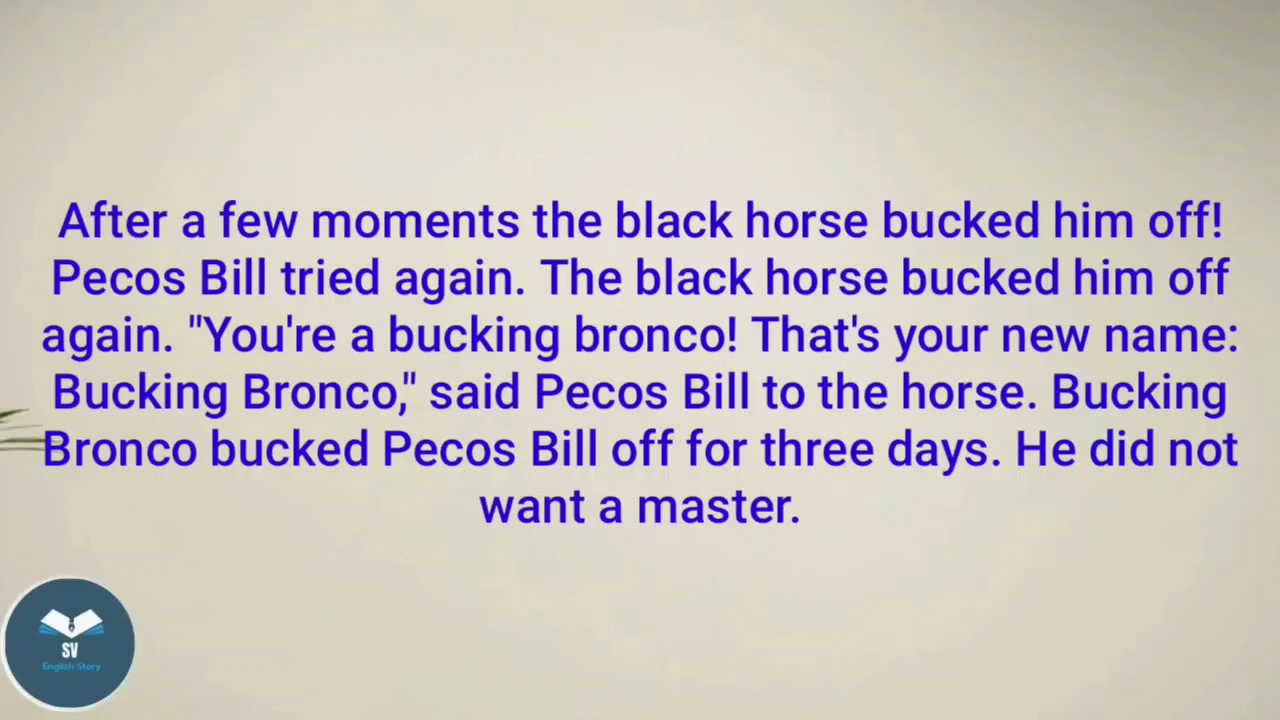 After a few moments the black horse bucked him off!
Pecos Bill tried again. The black horse bucked him off
again. "You're a bucking bronco! That's your new name:
Bucking Bronco," said Pecos Bill to the horse. Bucking
Bronco bucked Pecos Bill off for three days. He did not
want a master.
SV
English Story